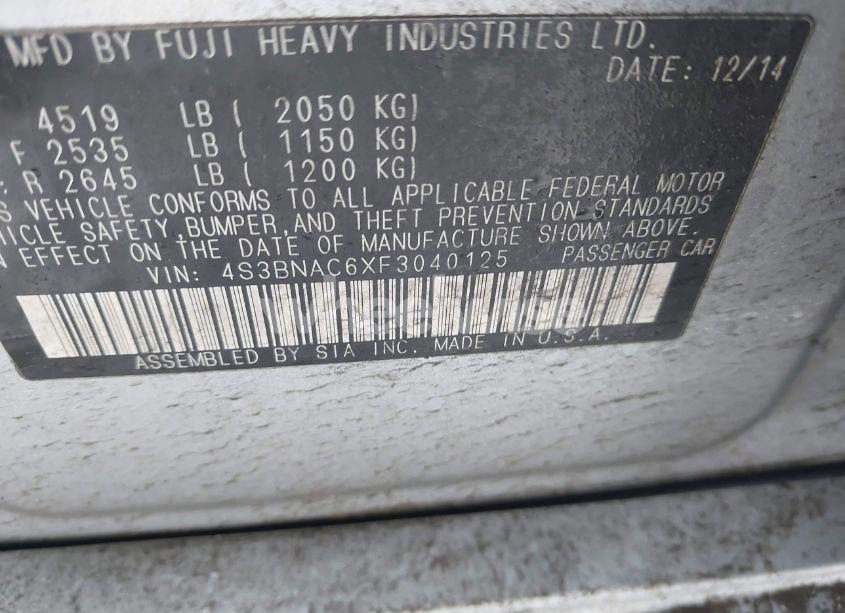 MFD BY FUJI HEAVY INDUSTRIES LTD.
DATE: 12/14
4519 LB ( 2050 KG)
F 2535 LB ( 1150 KG)
R 2645 LB ( 1200 KG)
VEHICLE CONFORMS TO ALL APPLICABLE FEDERAL MOTOR
SAFETY,BUMPER,AND THEFT PREVENTION STANDARDS
EFFECT ON THE DATE OF MANUFACTURE SHOWN ABOVE.
VIN: 4S3BNAC6XF3040125 PASSENGER CAR
ASSEMBLED BY SIA INC. MADE IN U.S.A.